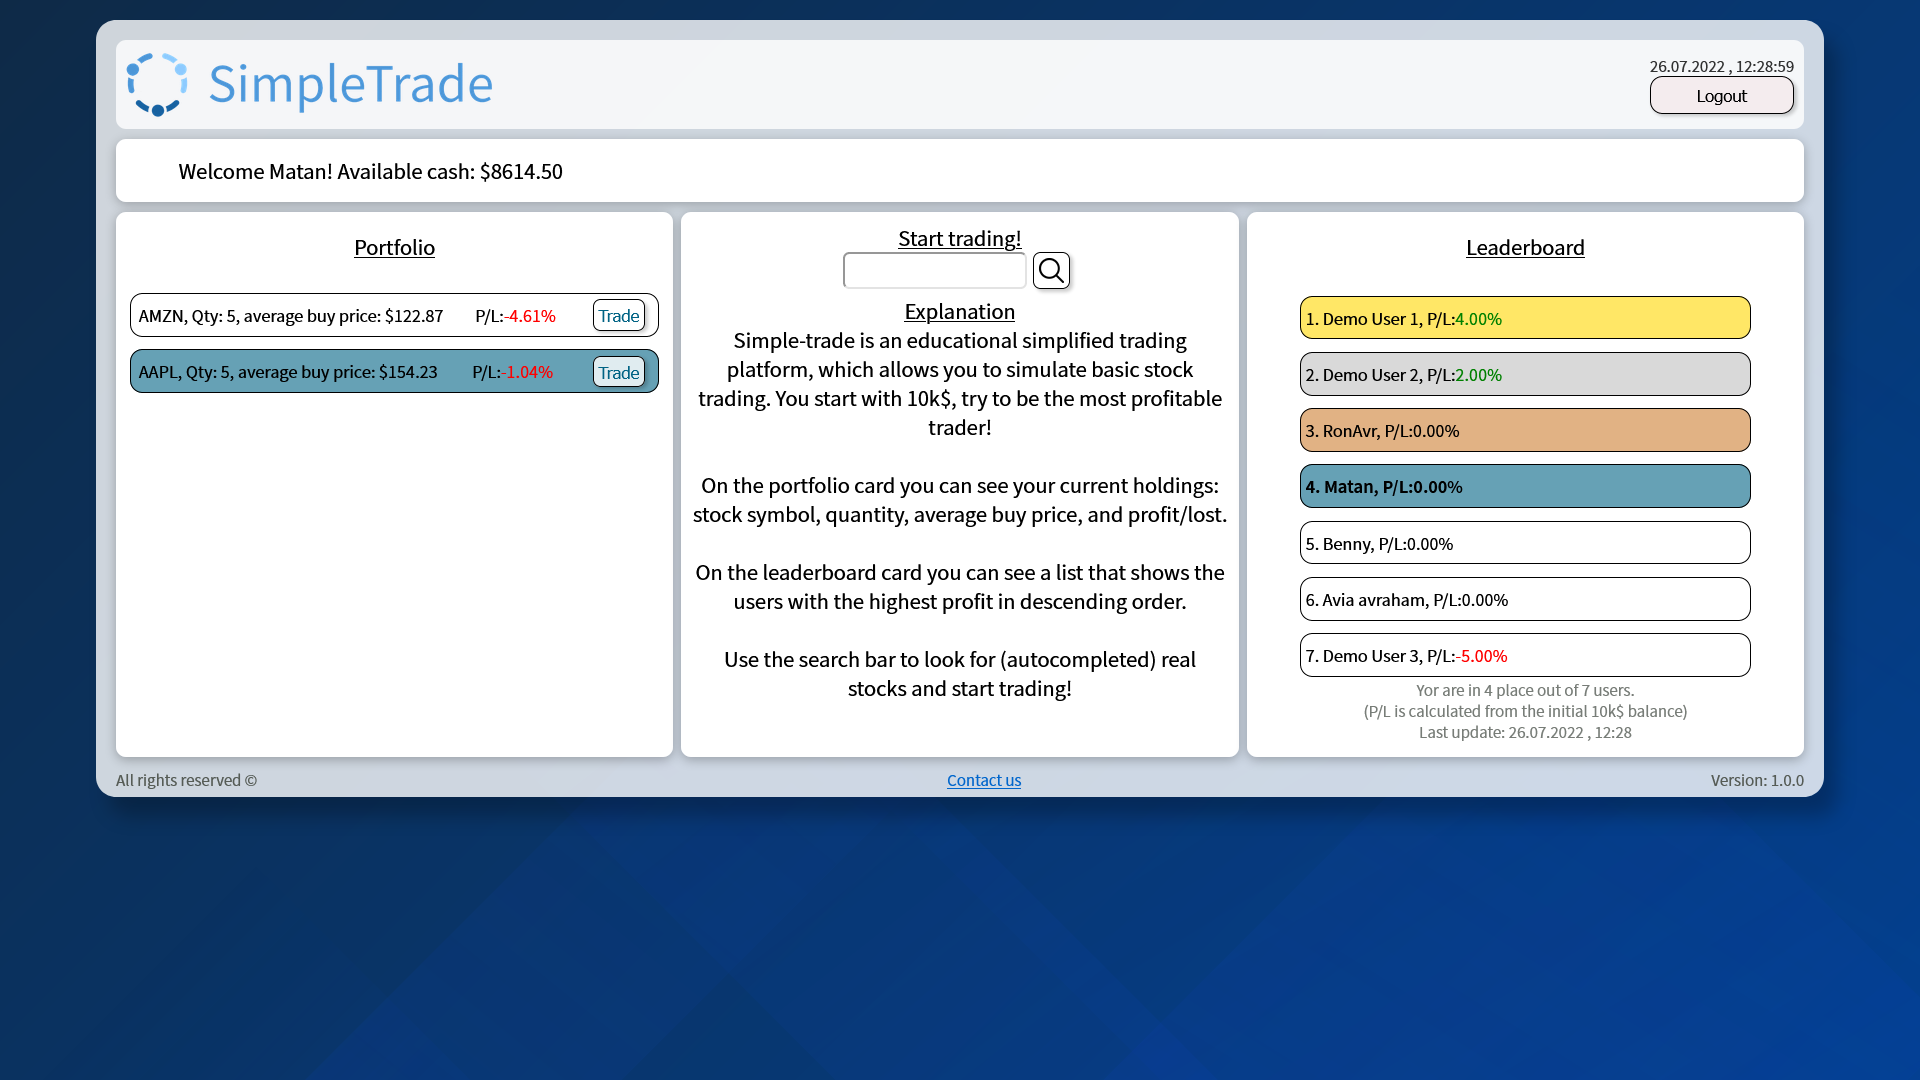 SimpleTrade
26.07.2022 , 12:28:59
Logout
Welcome Matan! Available cash: $8614.50
Portfolio
AMZN, Qty: 5, average buy price: $122.87 P/L:-4.61% Trade
AAPL, Qty: 5, average buy price: $154.23 P/L:-1.04% Trade
Start trading!
Explanation
Simple-trade is an educational simplified trading
platform, which allows you to simulate basic stock
trading. You start with 10k$, try to be the most profitable
trader!
On the portfolio card you can see your current holdings:
stock symbol, quantity, average buy price, and profit/lost.
On the leaderboard card you can see a list that shows the
users with the highest profit in descending order.
Use the search bar to look for (autocompleted) real
stocks and start trading!
Leaderboard
1. Demo User 1, P/L:4.00%
2. Demo User 2, P/L:2.00%
3. RonAvr, P/L:0.00%
4. Matan, P/L:0.00%
5. Benny, P/L:0.00%
6. Avia avraham, P/L:0.00%
7. Demo User 3, P/L:-5.00%
Yor are in 4 place out of 7 users.
(P/L is calculated from the initial 10k$ balance)
Last update: 26.07.2022 , 12:28
All rights reserved ©
Contact us
Version: 1.0.0